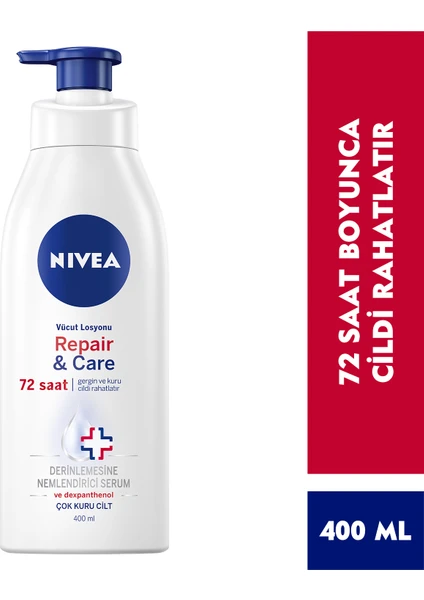 NIVEA
Vücut Losyonu
Repair
& Care
72 saat
gergin ve kuru
cildi rahatlatır
DERİNLEMESİNE
NEMLENDİRİCİ SERUM
ve dexpanthenol
ÇOK KURU CİLT
400 ml
72 SAAT BOYUNCA
CİLDİ RAHATLATIR
400 ML